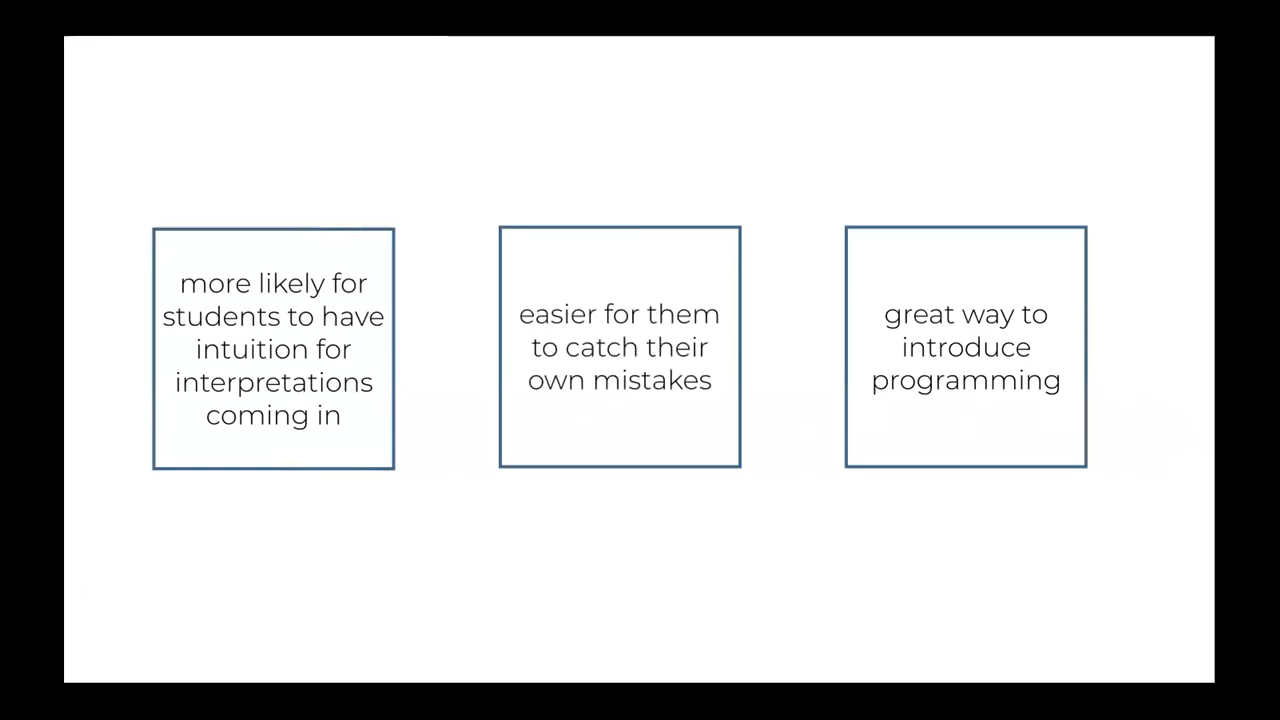 more likely for
students to have
intuition for
interpretations
coming in
easier for them
to catch their
own mistakes
great way to
introduce
programming